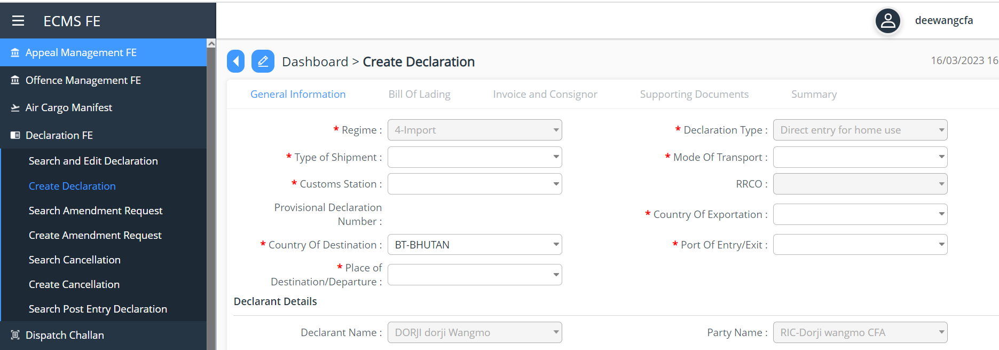 ECMS FE
deewangcfa
Appeal Management FE
Offence Management FE
Air Cargo Manifest
Declaration FE
Search and Edit Declaration
Create Declaration
Search Amendment Request
Create Amendment Request
Search Cancellation
Create Cancellation
Search Post Entry Declaration
Dispatch Challan
Dashboard > Create Declaration
16/03/2023 16
General Information Bill Of Lading Invoice and Consignor Supporting Documents Summary
* Regime : 4-Import * Declaration Type : Direct entry for home use
* Type of Shipment : * Mode Of Transport :
* Customs Station : RRCO :
Provisional Declaration
Number :
* Country Of Exportation :
* Country Of Destination : BT-BHUTAN * Port Of Entry/Exit :
* Place of
Destination/Departure :
Declarant Details
Declarant Name : DORJI dorji Wangmo Party Name : RIC-Dorji wangmo CFA